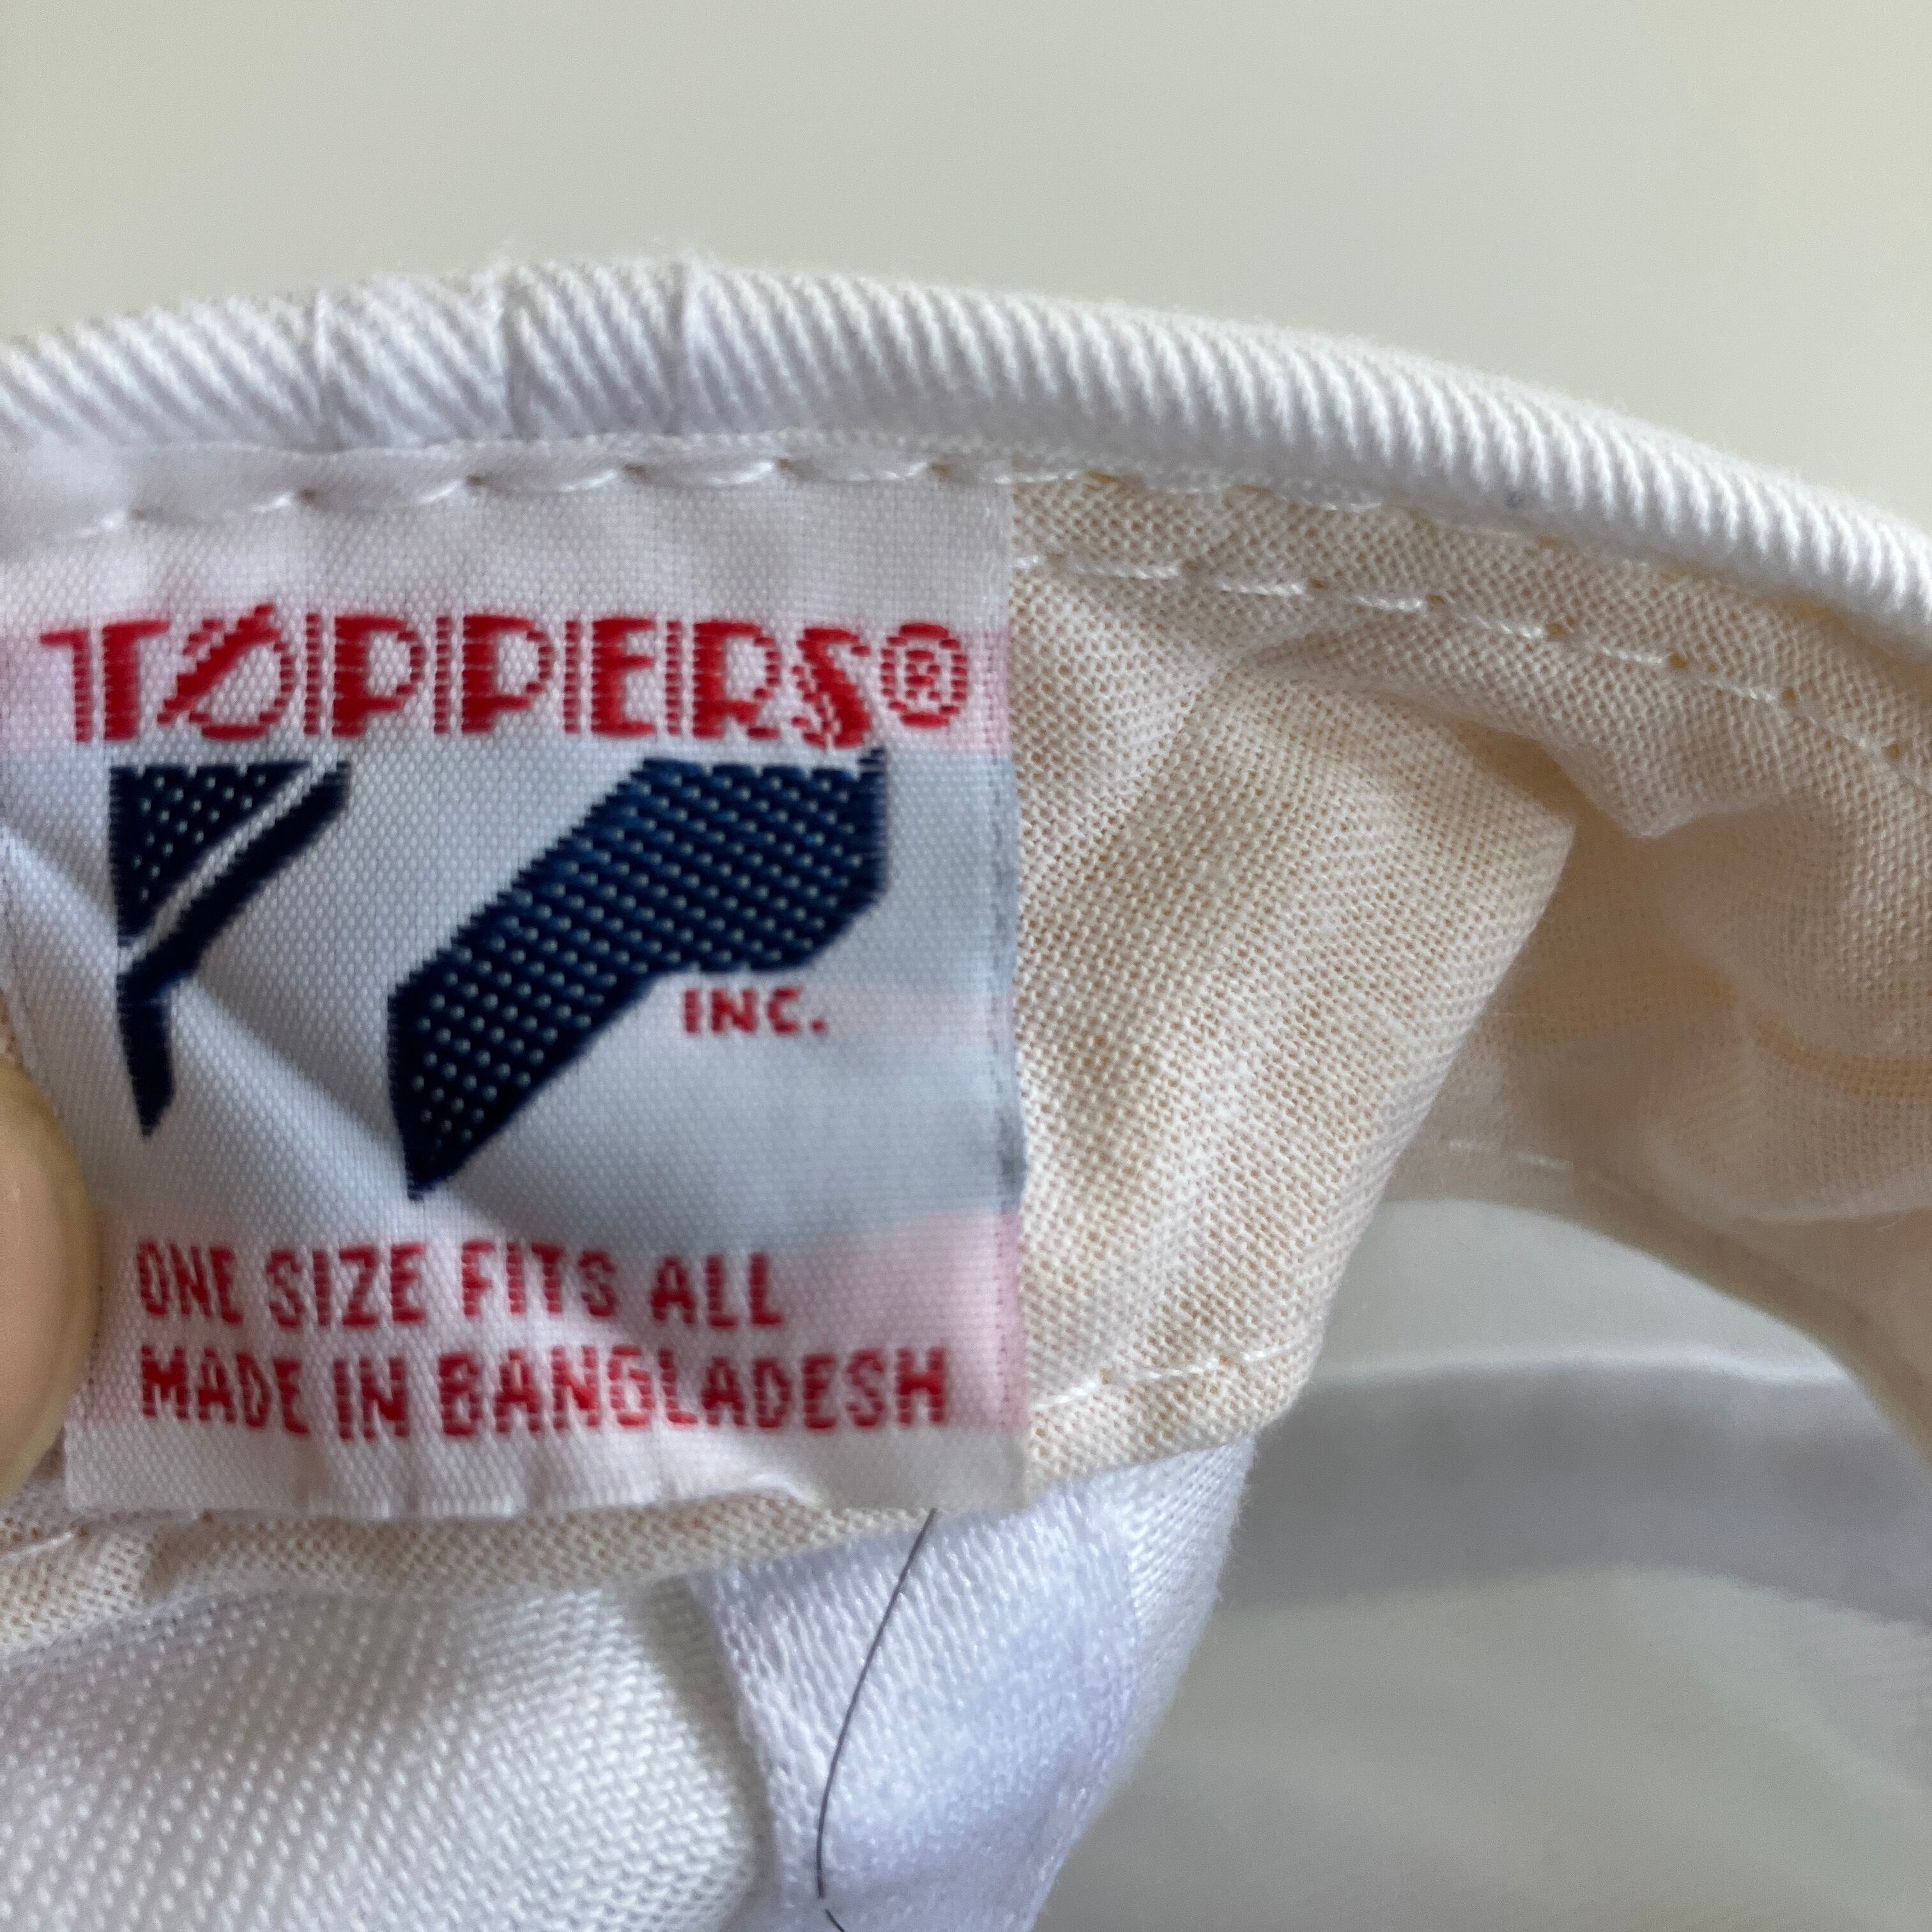 TOPPERS®
INC.
ONE SIZE FITS ALL
MADE IN BANGLADESH